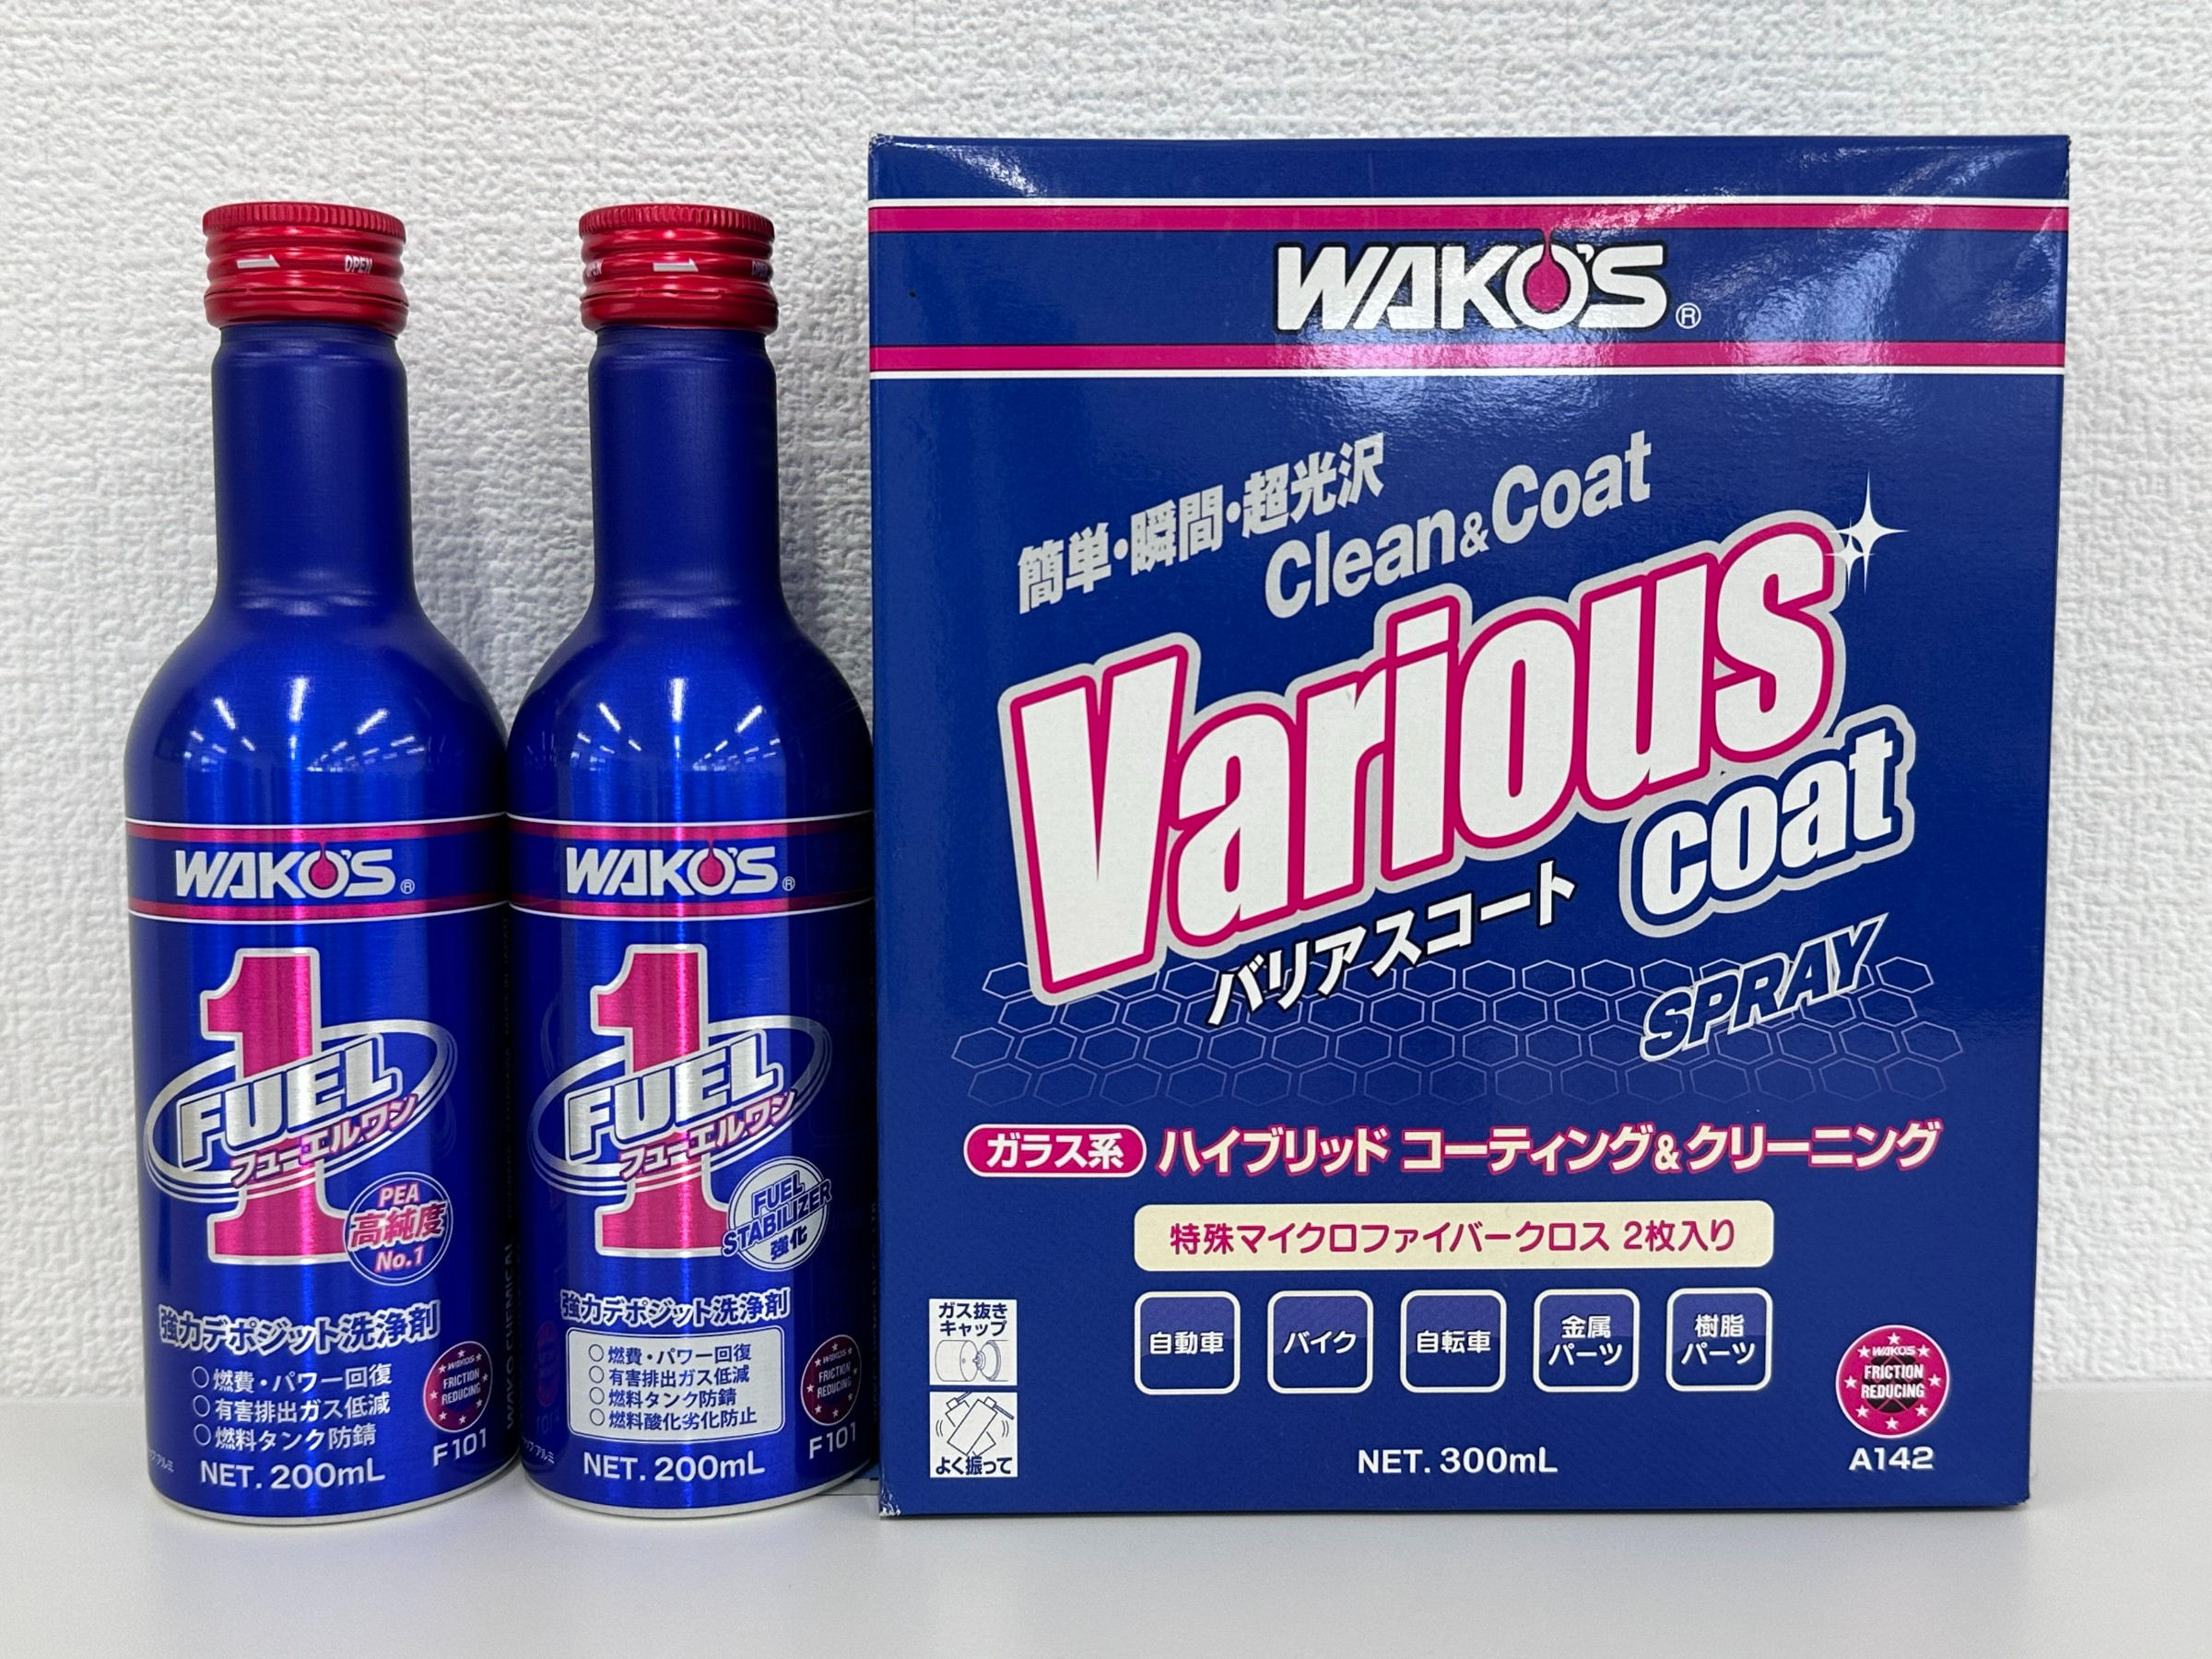 OPEN
WAKO'S®
1
FUEL
フューエルワン
PEA
高純度
No.1
強力デポジット洗浄剤
○燃費・パワー回復
○有害排出ガス低減
○燃料タンク防錆
NET. 200mL
WAKO'S
FRICTION
REDUCING
F101
OPEN
OPEN
WAKO'S®
1
FUEL
フューエルワン
FUEL
STABILIZER
強化
強力デポジット洗浄剤
○燃費・パワー回復
○有害排出ガス低減
○燃料タンク防錆
○燃料酸化劣化防止
NET. 200mL
WAKO'S
FRICTION
REDUCING
F101
WAKO'S®
簡単・瞬間・超光沢
Clean&Coat
Various
coat
バリアスコート
SPRAY
ガラス系 ハイブリッド コーティング&クリーニング
特殊マイクロファイバークロス 2枚入り
ガス抜き
キャップ
よく振って
自動車
バイク
自転車
金属
パーツ
樹脂
パーツ
NET. 300mL
WAKO'S
FRICTION
REDUCING
A142